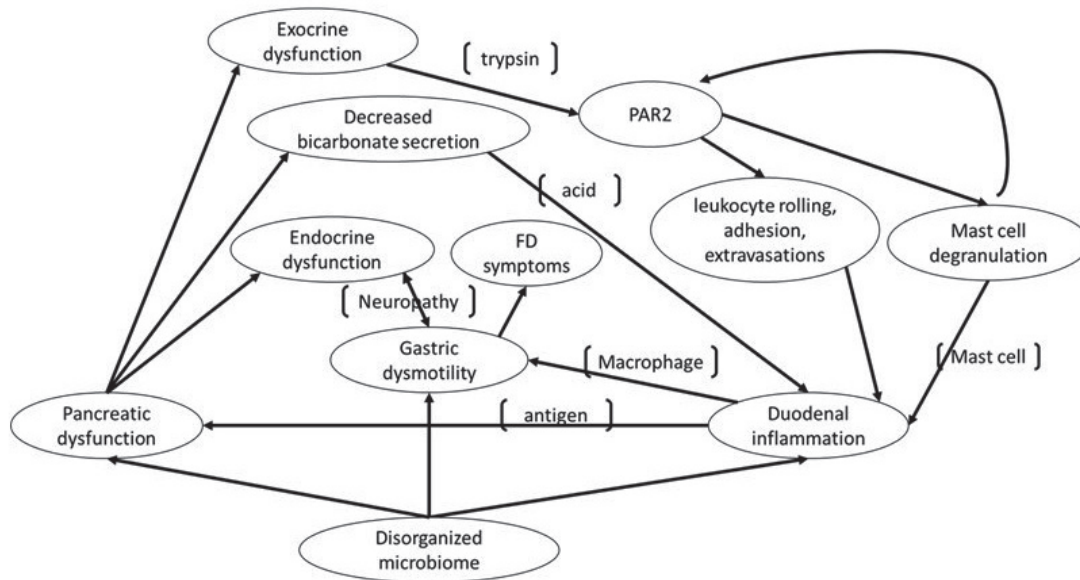 Exocrine
dysfunction
[ trypsin ]
PAR2
Decreased
bicarbonate secretion
[ acid ]
leukocyte rolling,
adhesion,
extravasations
Mast cell
degranulation
Endocrine
dysfunction
FD
symptoms
[ Neuropathy ]
Gastric
dysmotility
[ Macrophage ]
[ Mast cell ]
Pancreatic
dysfunction
[ antigen ]
Duodenal
inflammation
Disorganized
microbiome